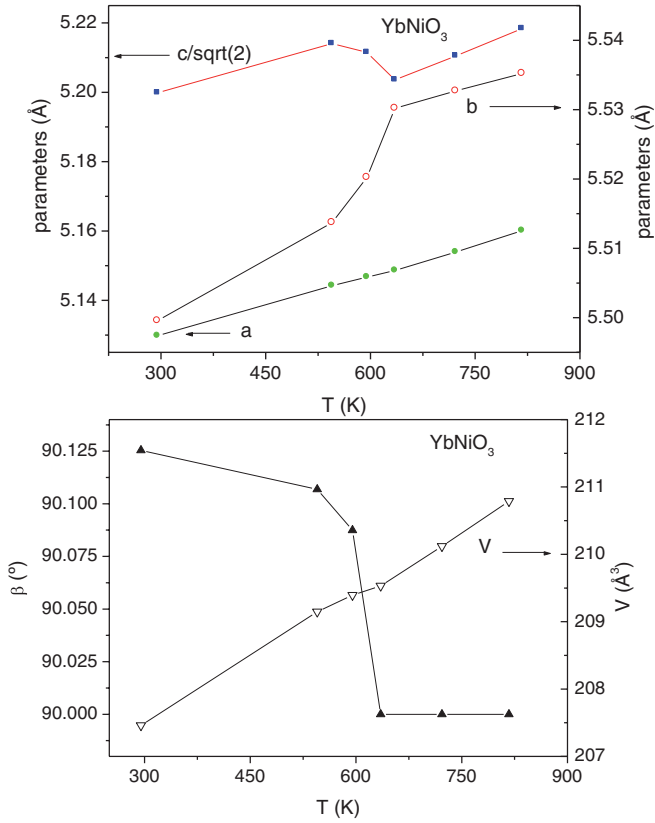 YbNiO3
5.22
5.20
5.18
5.16
5.14
parameters (Å)
c/sqrt(2)
b
a
5.54
5.53
5.52
5.51
5.50
parameters (Å)
300
450
600
750
900
T (K)
YbNiO3
90.125
90.100
90.075
90.050
90.025
90.000
β (º)
V
212
211
210
209
208
207
V (Å3)
300
450
600
750
900
T (K)